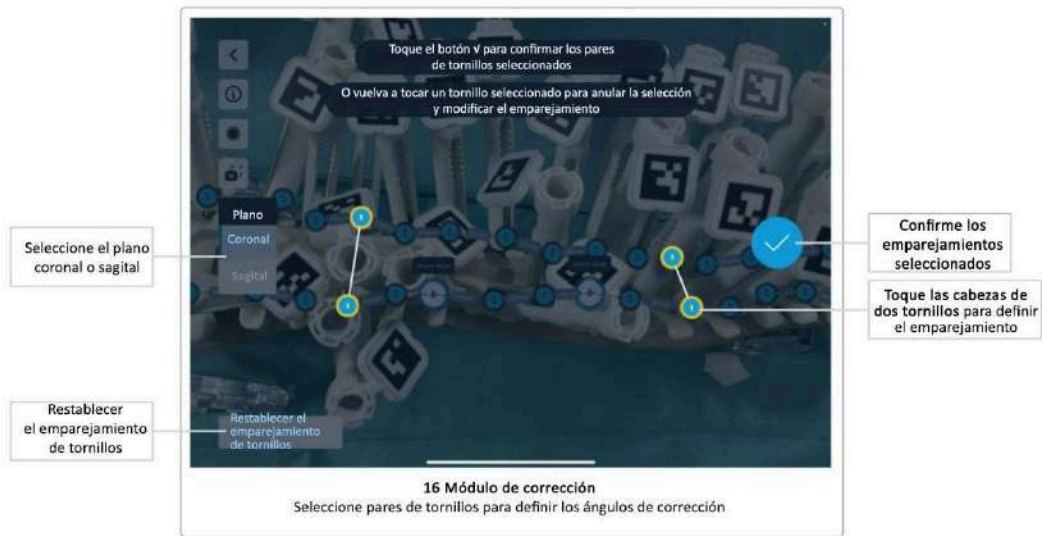 Toque el botón √ para confirmar los pares
de tornillos seleccionados
O vuelva a tocar un tornillo seleccionado para anular la selección
y modificar el emparejamiento
Plano
Coronal
Sagital
Seleccione el plano
coronal o sagital
Confirme los
emparejamientos
seleccionados
Toque las cabezas de
dos tornillos para definir
el emparejamiento
Restablecer
el emparejamiento
de tornillos
Restablecer el
emparejamiento
de tornillos
16 Módulo de corrección
Seleccione pares de tornillos para definir los ángulos de corrección